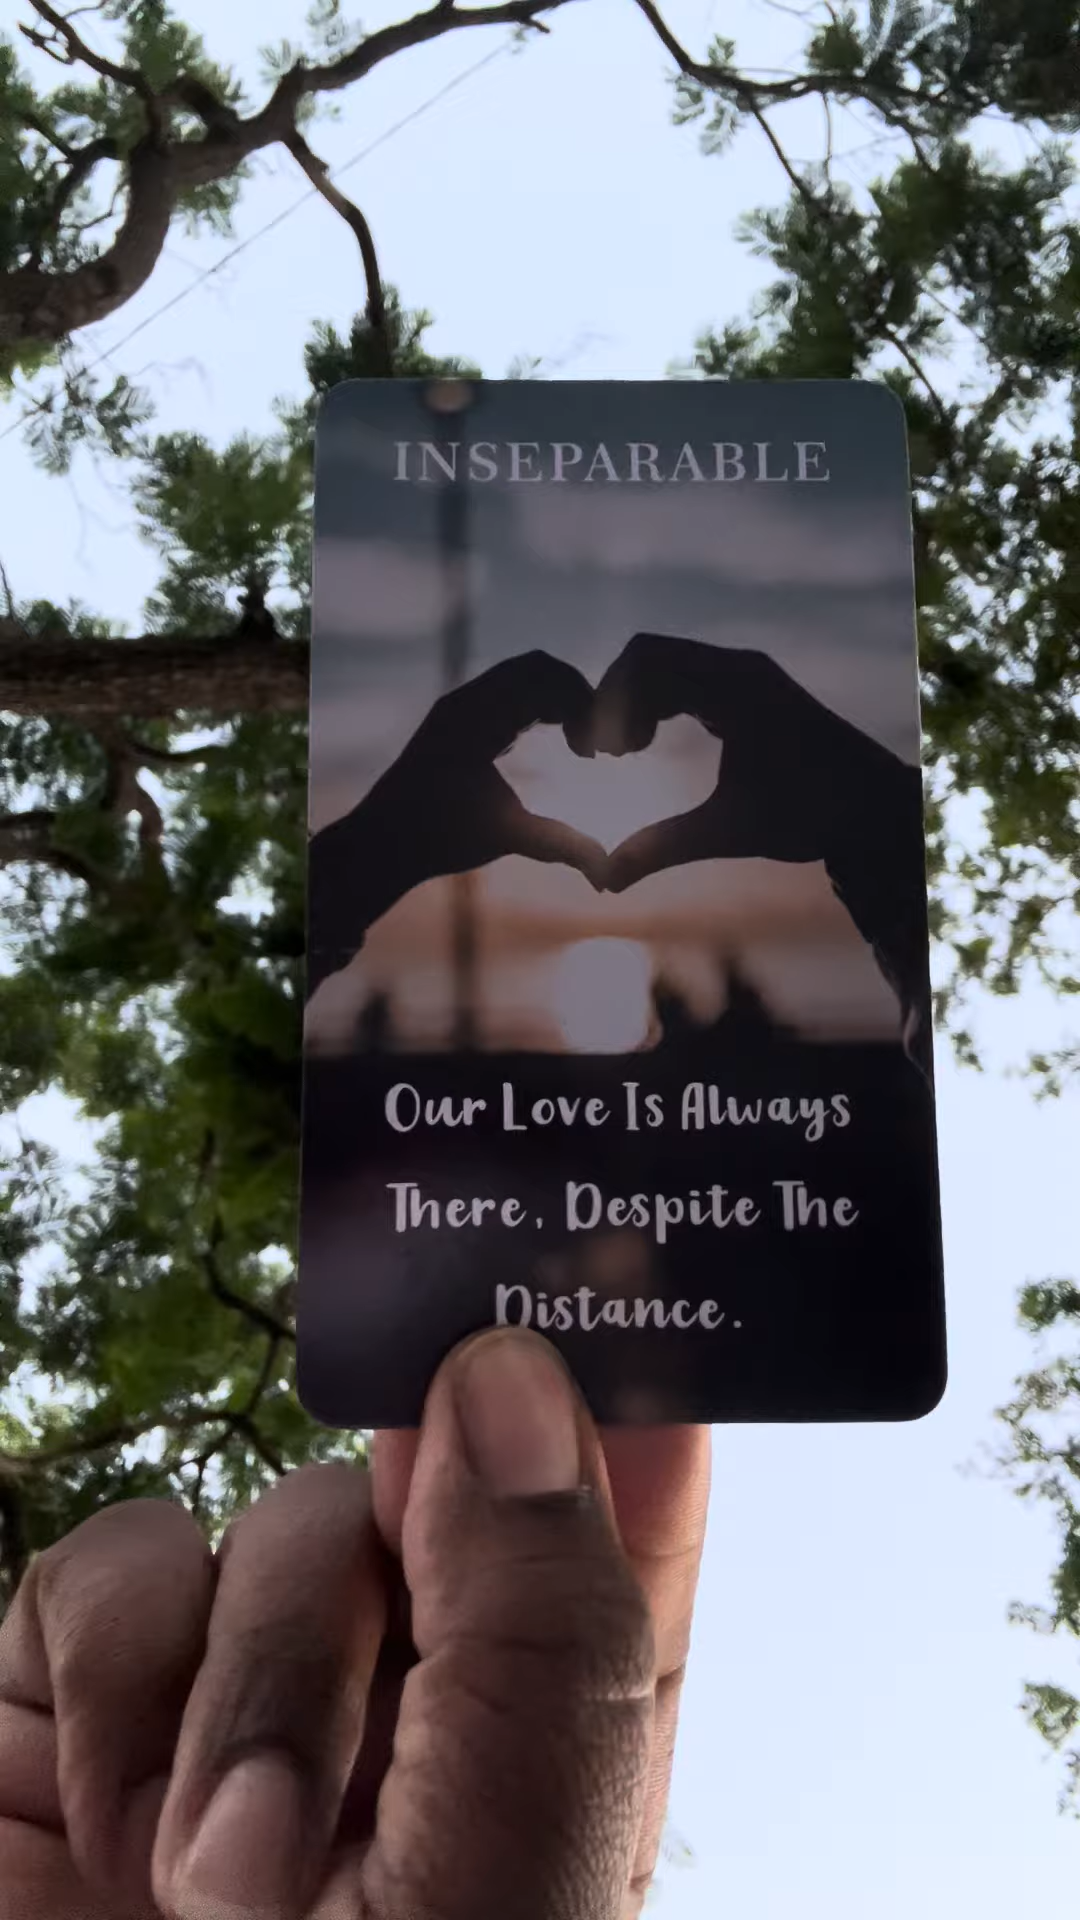 INSEPARABLE
Our Love Is Always
There, Despite The
Distance.